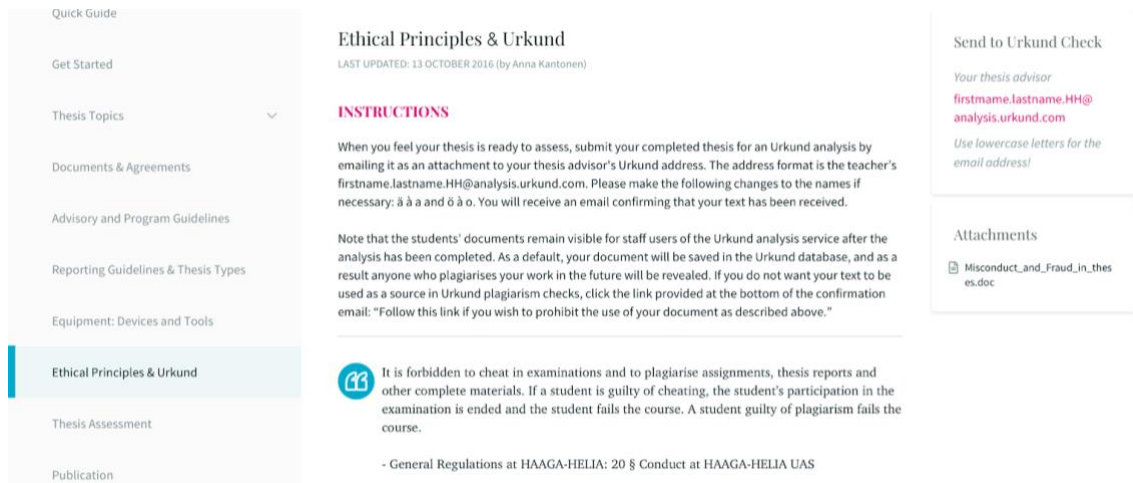 Quick Guide
Get Started
Thesis Topics
Documents & Agreements
Advisory and Program Guidelines
Reporting Guidelines & Thesis Types
Equipment: Devices and Tools
Ethical Principles & Urkund
Thesis Assessment
Publication
Ethical Principles & Urkund
LAST UPDATED: 13 OCTOBER 2016 (by Anna Kantonen)
INSTRUCTIONS
When you feel your thesis is ready to assess, submit your completed thesis for an Urkund analysis by
emailing it as an attachment to your thesis advisor's Urkund address. The address format is the teacher's
firstname.lastname.HH@analysis.urkund.com. Please make the following changes to the names if
necessary: ä à a and ö à o. You will receive an email confirming that your text has been received.
Note that the students' documents remain visible for staff users of the Urkund analysis service after the
analysis has been completed. As a default, your document will be saved in the Urkund database, and as a
result anyone who plagiarises your work in the future will be revealed. If you do not want your text to be
used as a source in Urkund plagiarism checks, click the link provided at the bottom of the confirmation
email: "Follow this link if you wish to prohibit the use of your document as described above."
It is forbidden to cheat in examinations and to plagiarise assignments, thesis reports and
other complete materials. If a student is guilty of cheating, the student's participation in the
examination is ended and the student fails the course. A student guilty of plagiarism fails the
course.
- General Regulations at HAAGA-HELIA: 20 § Conduct at HAAGA-HELIA UAS
Send to Urkund Check
Your thesis advisor
firstmame.lastname.HH@
analysis.urkund.com
Use lowercase letters for the
email address!
Attachments
Misconduct_and_Fraud_in_thes
es.doc